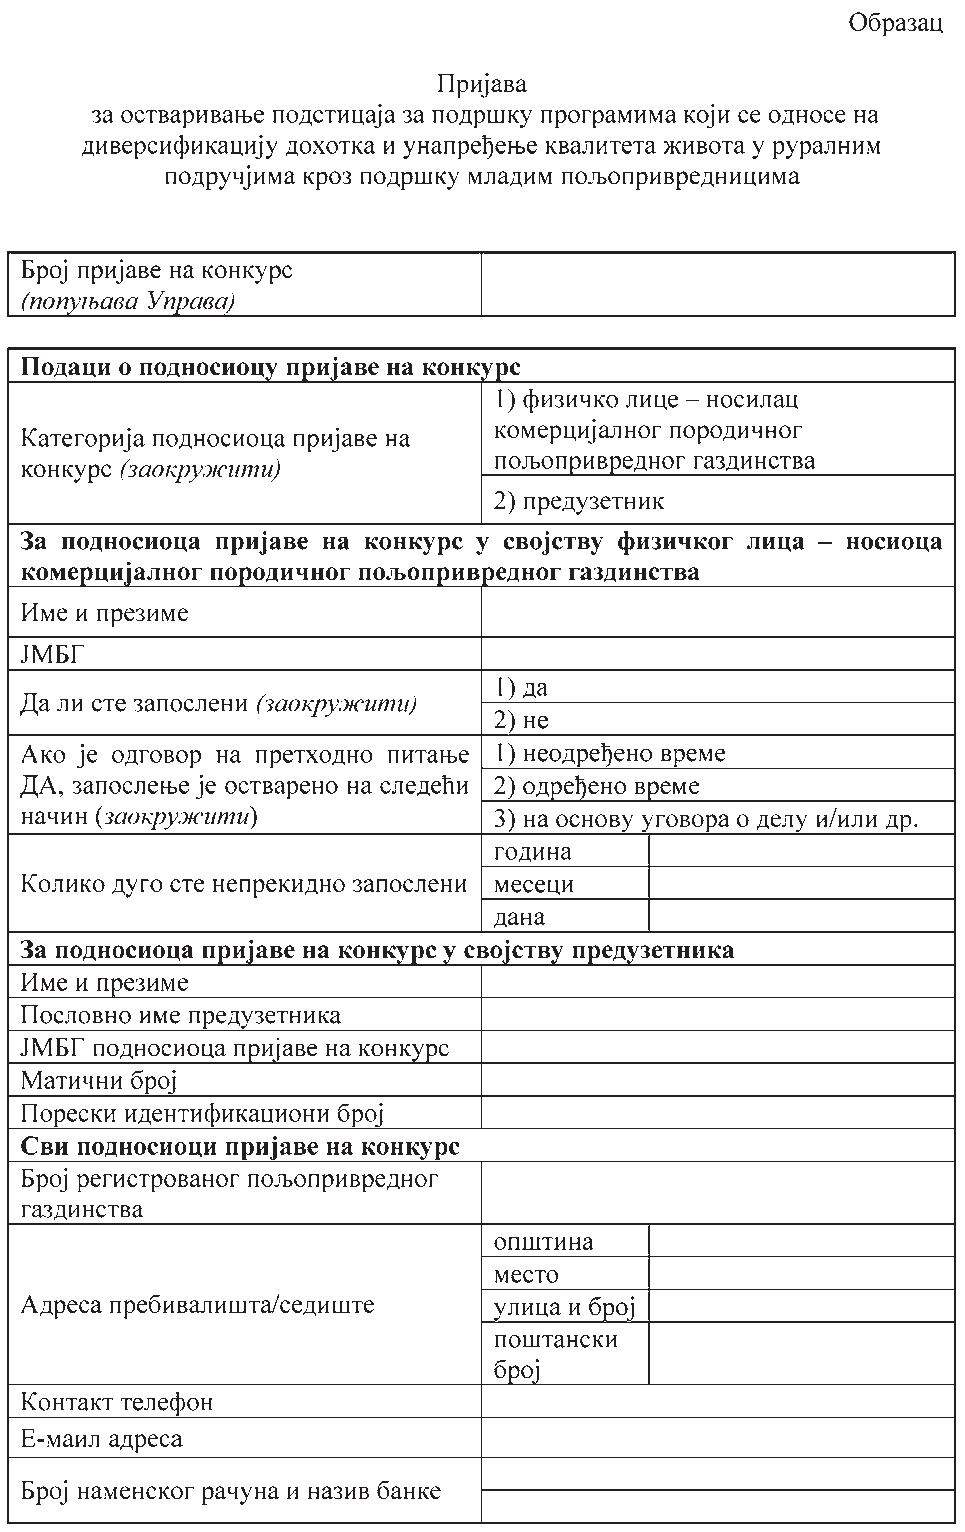 Образац
Пријава
за остваривање подстицаја за подршку програмима који се односе на
диверсификацију дохотка и унапређење квалитета живота у руралним
подручјима кроз подршку младим пољопривредницима
Број пријаве на конкурс
(попуњава Управа)
Подаци о подносиоцу пријаве на конкурс
Категорија подносиоца пријаве на
конкурс (заокружити)
1) физичко лице – носилац
комерцијалног породичног
пољопривредног газдинства
2) предузетник
За подносиоца пријаве на конкурс у својству физичког лица – носиоца
комерцијалног породичног пољопривредног газдинства
Име и презиме
ЈМБГ
Да ли сте запослени (заокружити)
1) да
2) не
Ако је одговор на претходно питање
ДА, запослење је остварено на следећи
начин (заокружити)
1) неодређено време
2) одређено време
3) на основу уговора о делу и/или др.
Колико дуго сте непрекидно запослени
година
месеци
дана
За подносиоца пријаве на конкурс у својству предузетника
Име и презиме
Пословно име предузетника
ЈМБГ подносиоца пријаве на конкурс
Матични број
Порески идентификациони број
Сви подносиоци пријаве на конкурс
Број регистрованог пољопривредног
газдинства
Адреса пребивалишта/седиште
општина
место
улица и број
поштански
број
Контакт телефон
Е-маил адреса
Број наменског рачуна и назив банке